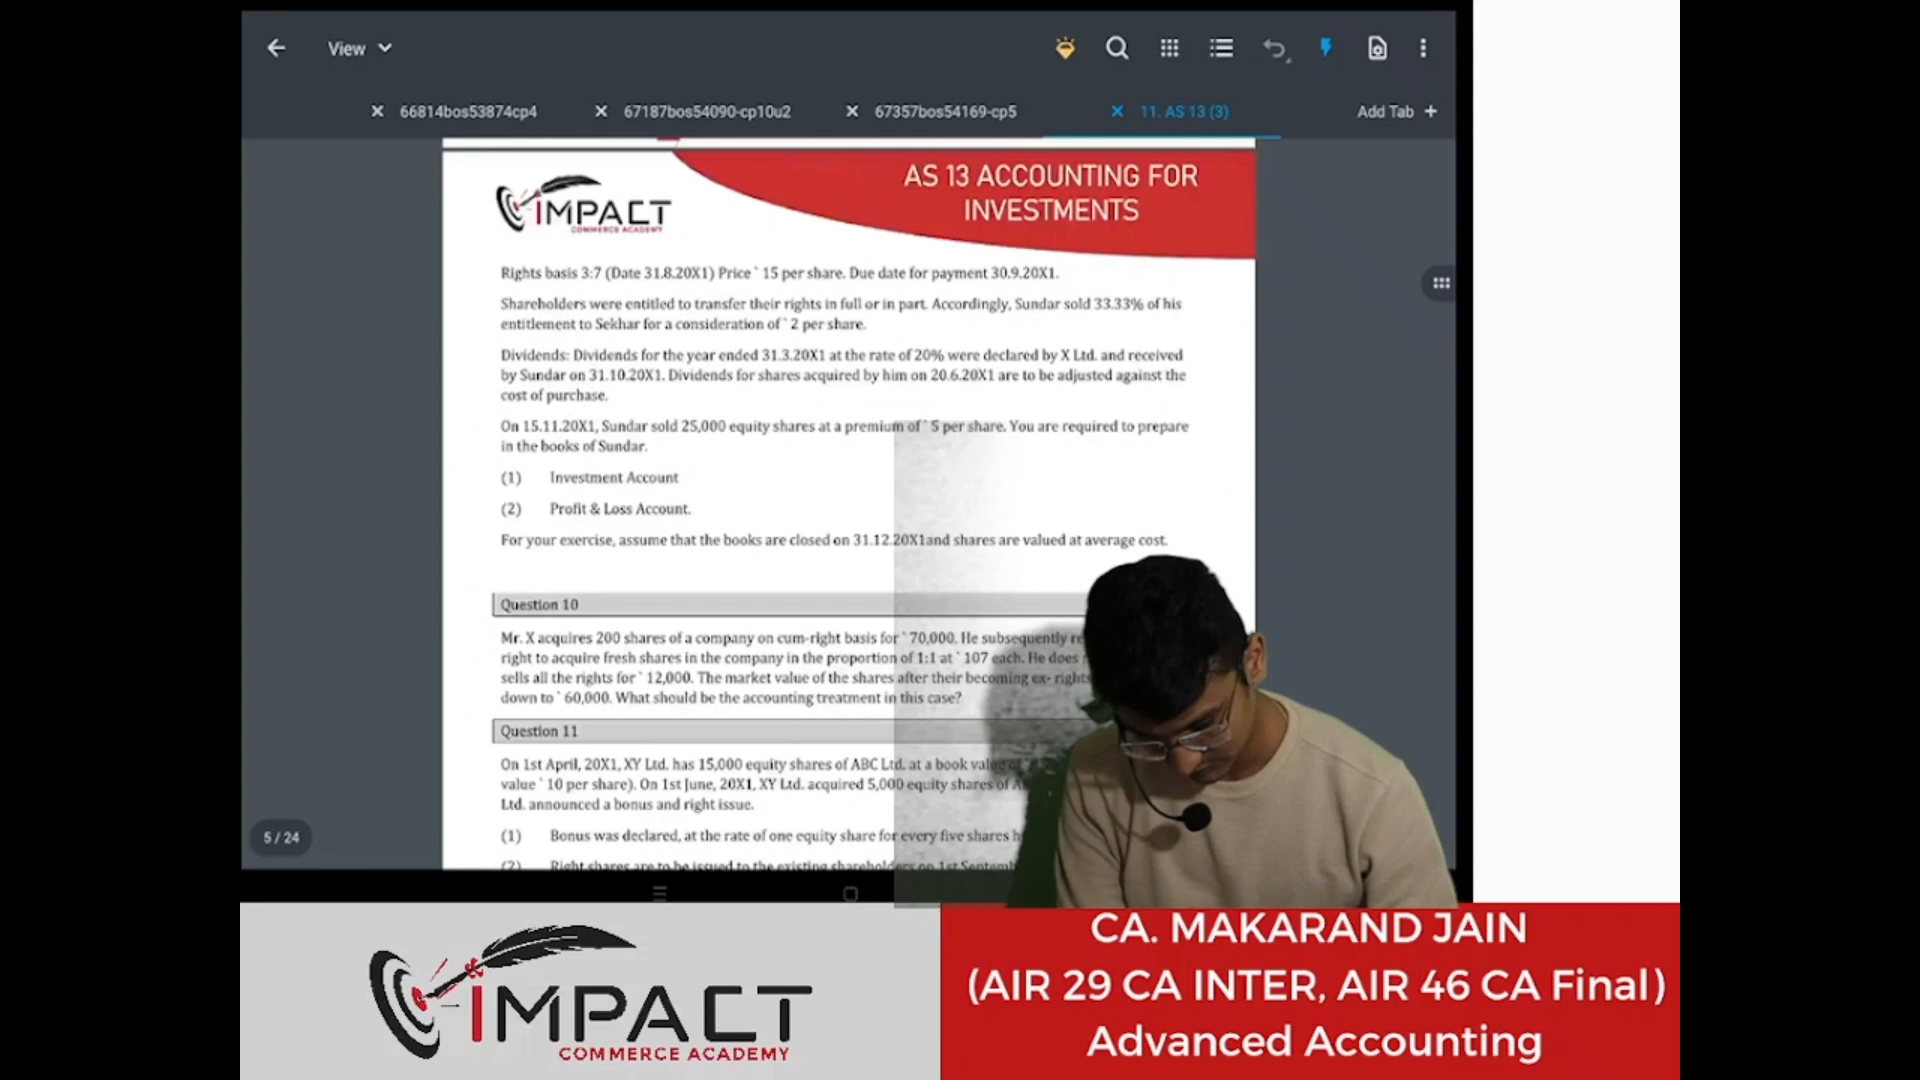 View
66814bos53874cp4
67187bos54090-cp10u2
67357bos54169-cp5
11. AS 13 (3)
Add Tab +
IMPACT
COMMERCE ACADEMY
AS 13 ACCOUNTING FOR
INVESTMENTS
Rights basis 3:7 (Date 31.8.20X1) Price ` 15 per share. Due date for payment 30.9.20X1.
Shareholders were entitled to transfer their rights in full or in part. Accordingly, Sundar sold 33.33% of his
entitlement to Sekhar for a consideration of ` 2 per share.
Dividends: Dividends for the year ended 31.3.20X1 at the rate of 20% were declared by X Ltd. and received
by Sundar on 31.10.20X1. Dividends for shares acquired by him on 20.6.20X1 are to be adjusted against the
cost of purchase.
On 15.11.20X1, Sundar sold 25,000 equity shares at a premium of ` 5 per share. You are required to prepare
in the books of Sundar.
(1) Investment Account
(2) Profit & Loss Account.
For your exercise, assume that the books are closed on 31.12.20X1and shares are valued at average cost.
Question 10
Mr. X acquires 200 shares of a company on cum-right basis for ` 70,000. He subsequently
right to acquire fresh shares in the company in the proportion of 1:1 at ` 107 each. He does
sells all the rights for ` 12,000. The market value of the shares after their becoming ex- rights
down to ` 60,000. What should be the accounting treatment in this case?
Question 11
On 1st April, 20X1, XY Ltd. has 15,000 equity shares of ABC Ltd. at a book value
value ` 10 per share). On 1st June, 20X1, XY Ltd. acquired 5,000 equity shares of
Ltd. announced a bonus and right issue.
(1) Bonus was declared, at the rate of one equity share for every five shares
(2) Right shares are to be issued to the existing shareholders on 1st
5 / 24
IMPACT
COMMERCE ACADEMY
CA. MAKARAND JAIN
(AIR 29 CA INTER, AIR 46 CA Final)
Advanced Accounting